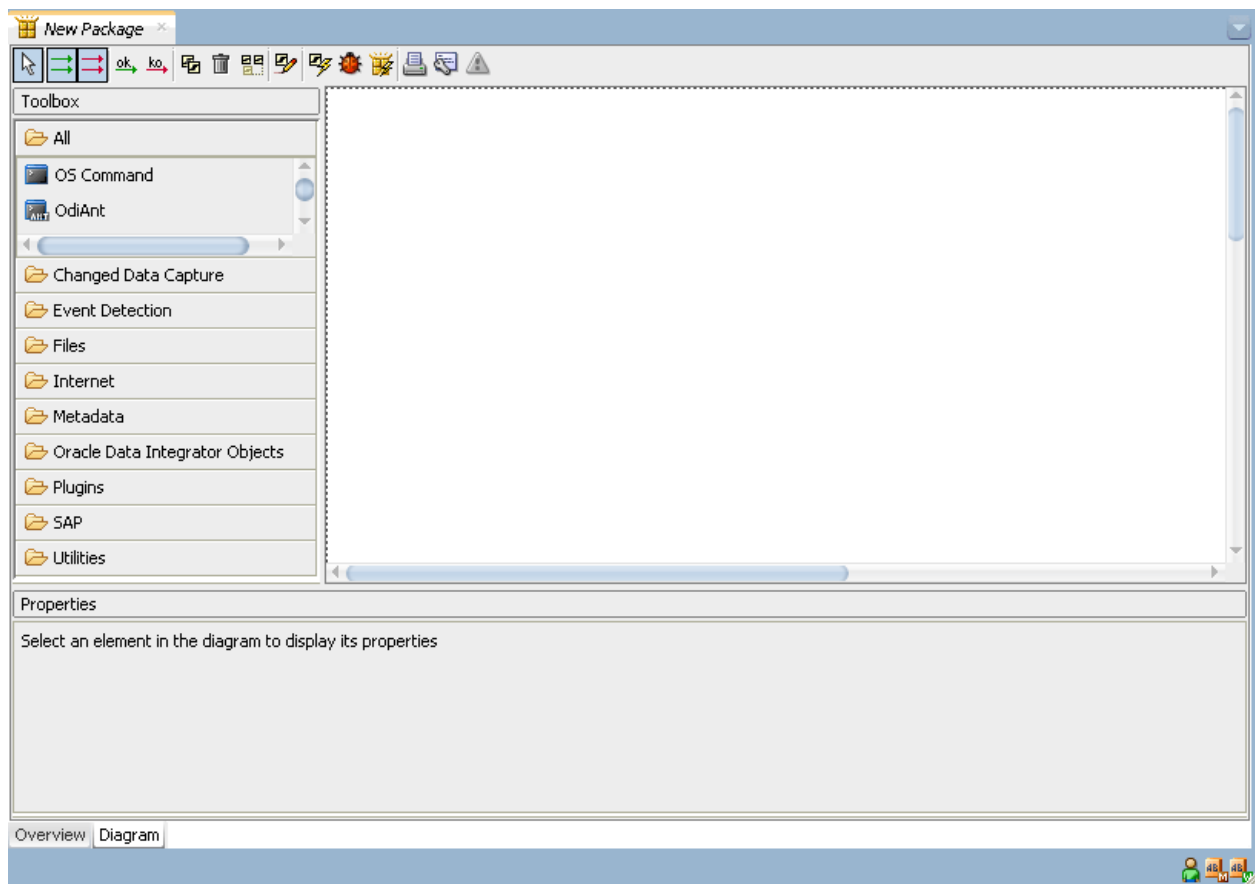 New Package
ok ko
Toolbox
All
OS Command
OdiAnt
Changed Data Capture
Event Detection
Files
Internet
Metadata
Oracle Data Integrator Objects
Plugins
SAP
Utilities
Properties
Select an element in the diagram to display its properties
Overview Diagram